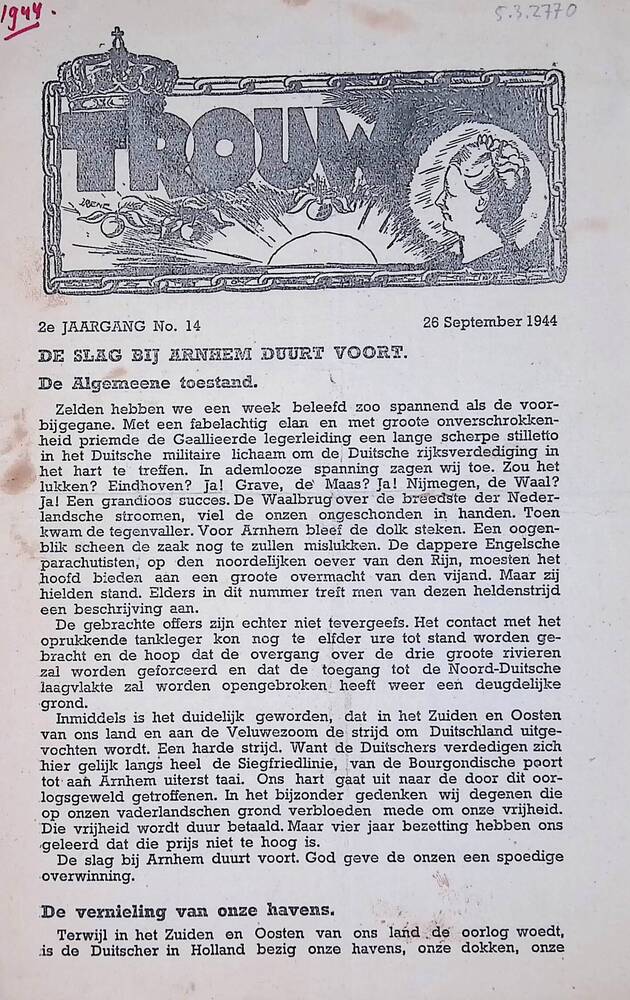 1944.
5.3.2770
TROUW
IRENE
2e JAARGANG No. 14
26 September 1944
DE SLAG BIJ ARNHEM DUURT VOORT.
De Algemeene toestand.
Zelden hebben we een week beleefd zoo spannend als de voor-
bijgegane. Met een fabelachtig elan en met groote onverschrokken-
heid priemde de Geallieerde legerleiding een lange scherpe stilletto
in het Duitsche militaire lichaam om de Duitsche rijksverdediging in
het hart te treffen. In ademlooze spanning zagen wij toe. Zou het
lukken? Eindhoven? Ja! Grave, de Maas? Ja! Nijmegen, de Waal?
Ja! Een grandioos succes. De Waalbrug over de breedste der Neder-
landsche stroomen, viel de onzen ongeschonden in handen. Toen
kwam de tegenvaller. Voor Arnhem bleef de dolk steken. Een oogen-
blik scheen de zaak nog te zullen mislukken. De dappere Engelsche
parachutisten, op den noordelijken oever van den Rijn, moesten het
hoofd bieden aan een groote overmacht van den vijand. Maar zij
hielden stand. Elders in dit nummer treft men van dezen heldenstrijd
een beschrijving aan.
De gebrachte offers zijn echter niet tevergeefs. Het contact met het
oprukkende tankleger kon nog te elfder ure tot stand worden ge-
bracht en de hoop dat de overgang over de drie groote rivieren
zal worden geforceerd en dat de toegang tot de Noord-Duitsche
laagvlakte zal worden opengebroken heeft weer een deugdelijke
grond.
Inmiddels is het duidelijk geworden, dat in het Zuiden en Oosten
van ons land en aan de Veluwezoom de strijd om Duitschland uitge-
vochten wordt. Een harde strijd. Want de Duitschers verdedigen zich
hier gelijk langs heel de Siegfriedlinie, van de Bourgondische poort
tot aan Arnhem uiterst taai. Ons hart gaat uit naar de door dit oor-
logsgeweld getroffenen. In het bijzonder gedenken wij degenen die
op onzen vaderlandschen grond verbloeden mede om onze vrijheid.
Die vrijheid wordt duur betaald. Maar vier jaar bezetting hebben ons
geleerd dat die prijs niet te hoog is.
De slag bij Arnhem duurt voort. God geve de onzen een spoedige
overwinning.
De vernieling van onze havens.
Terwijl in het Zuiden en Oosten van ons land de oorlog woedt,
is de Duitscher in Holland bezig onze havens, onze dokken, onze